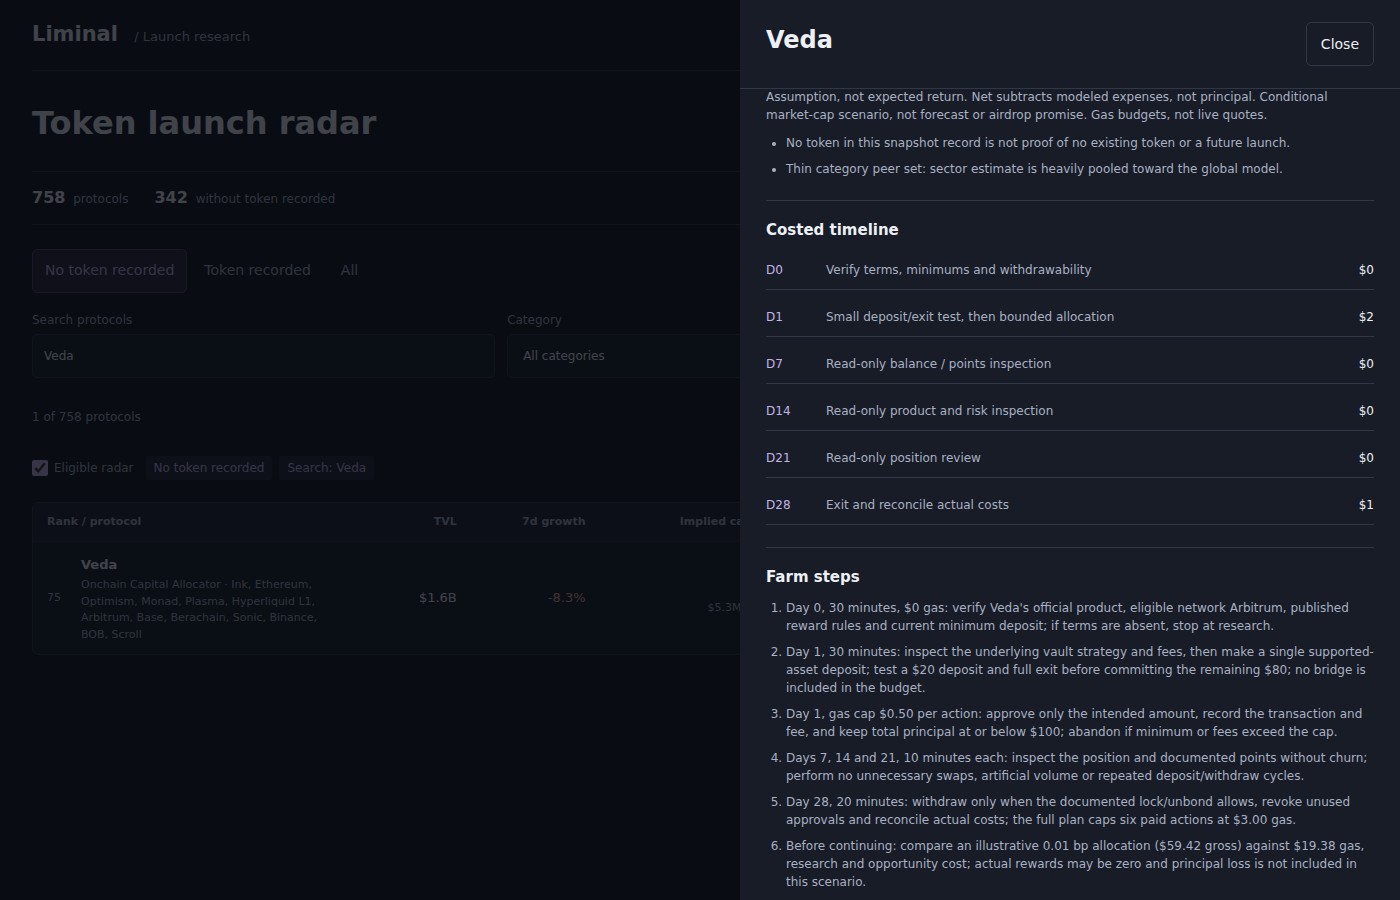 Liminal / Launch research
Token launch radar
758 protocols 342 without token recorded
No token recorded Token recorded All
Search protocols Category
Veda All categories
1 of 758 protocols
Eligible radar No token recorded Search: Veda
Rank / protocol TVL 7d growth Implied ca
Veda
75 Onchain Capital Allocator · Ink, Ethereum,
Optimism, Monad, Plasma, Hyperliquid L1,
Arbitrum, Base, Berachain, Sonic, Binance,
BOB, Scroll
$1.6B -8.3% $5.3M
Veda Close
Assumption, not expected return. Net subtracts modeled expenses, not principal. Conditional
market-cap scenario, not forecast or airdrop promise. Gas budgets, not live quotes.
• No token in this snapshot record is not proof of no existing token or a future launch.
• Thin category peer set: sector estimate is heavily pooled toward the global model.
Costed timeline
D0 Verify terms, minimums and withdrawability $0
D1 Small deposit/exit test, then bounded allocation $2
D7 Read-only balance / points inspection $0
D14 Read-only product and risk inspection $0
D21 Read-only position review $0
D28 Exit and reconcile actual costs $1
Farm steps
1. Day 0, 30 minutes, $0 gas: verify Veda's official product, eligible network Arbitrum, published
reward rules and current minimum deposit; if terms are absent, stop at research.
2. Day 1, 30 minutes: inspect the underlying vault strategy and fees, then make a single supported-
asset deposit; test a $20 deposit and full exit before committing the remaining $80; no bridge is
included in the budget.
3. Day 1, gas cap $0.50 per action: approve only the intended amount, record the transaction and
fee, and keep total principal at or below $100; abandon if minimum or fees exceed the cap.
4. Days 7, 14 and 21, 10 minutes each: inspect the position and documented points without churn;
perform no unnecessary swaps, artificial volume or repeated deposit/withdraw cycles.
5. Day 28, 20 minutes: withdraw only when the documented lock/unbond allows, revoke unused
approvals and reconcile actual costs; the full plan caps six paid actions at $3.00 gas.
6. Before continuing: compare an illustrative 0.01 bp allocation ($59.42 gross) against $19.38 gas,
research and opportunity cost; actual rewards may be zero and principal loss is not included in
this scenario.